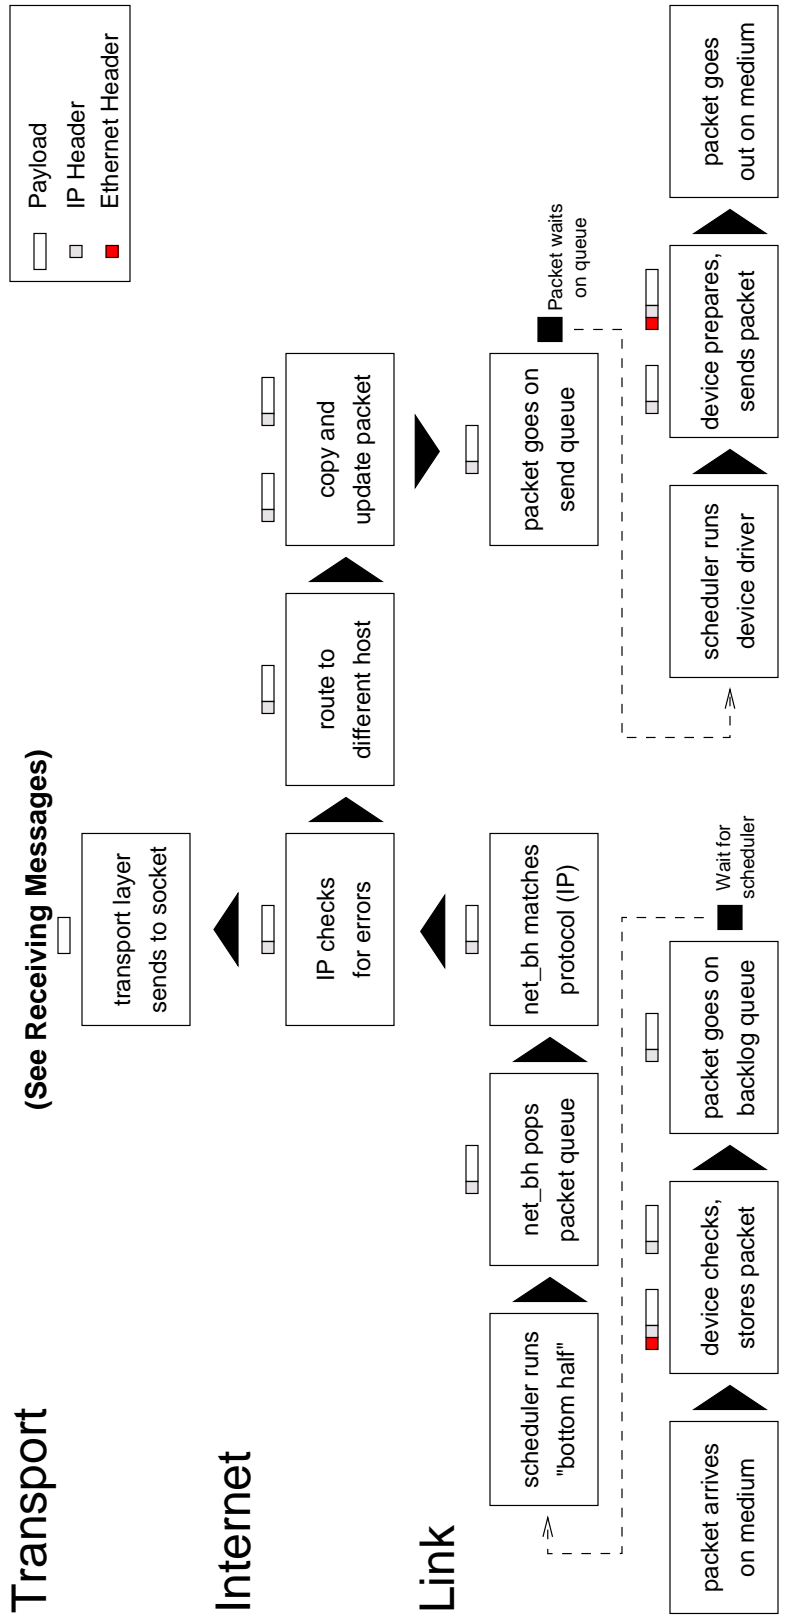 Transport
(See Receiving Messages)
Payload
IP Header
Ethernet Header
transport layer
sends to socket
Internet
IP checks
for errors
route to
different host
copy and
update packet
Link
scheduler runs
"bottom half"
net_bh pops
packet queue
net_bh matches
protocol (IP)
packet goes on
send queue
Packet waits
on queue
packet arrives
on medium
device checks,
stores packet
packet goes on
backlog queue
Wait for
scheduler
scheduler runs
device driver
device prepares,
sends packet
packet goes
out on medium